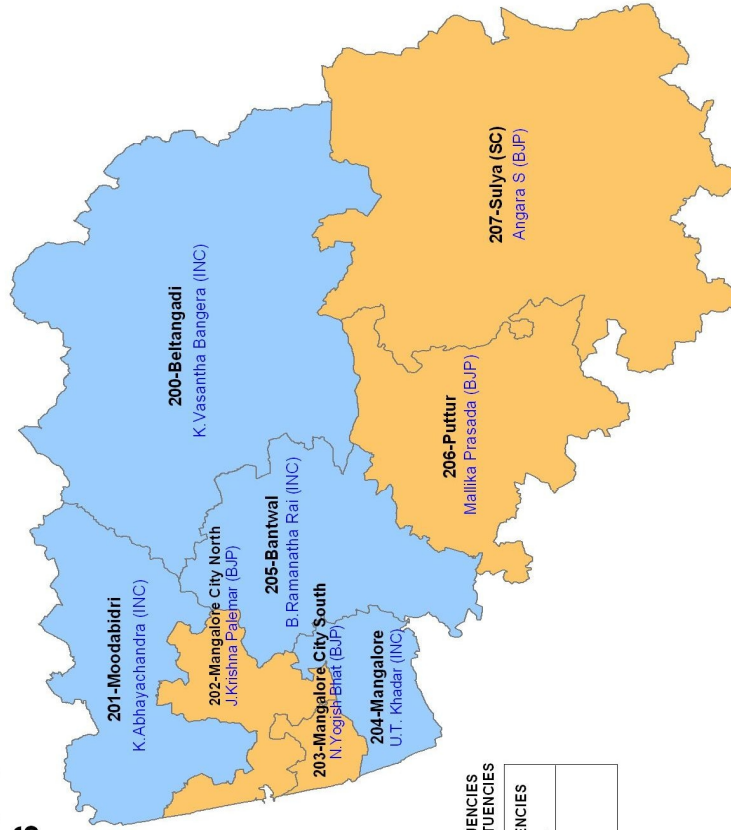 200-Beltangadi
K.Vasantha Bangera (INC)
201-Moodabidri
K.Abhayachandra (INC)
202-Mangalore City North
J.Krishna Palemar (BJP)
205-Bantwal
B.Ramanatha Rai (INC)
203-Mangalore City South
N.Yogish Bhat (BJP)
204-Mangalore
U.T. Khadar (INC)
206-Puttur
Mallika Prasada (BJP)
207-Sulya (SC)
Angara S (BJP)